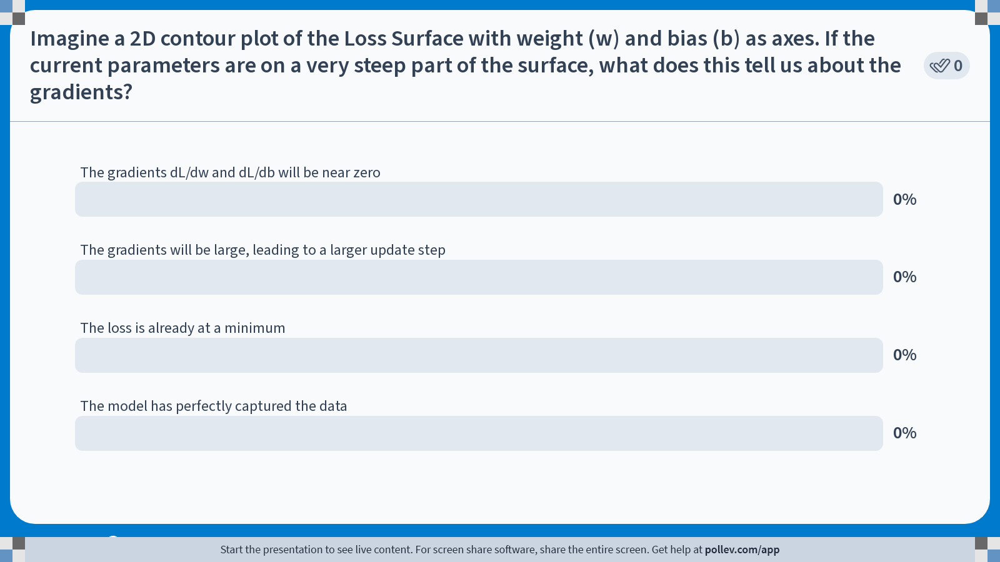 Imagine a 2D contour plot of the Loss Surface with weight (w) and bias (b) as axes. If the
current parameters are on a very steep part of the surface, what does this tell us about the
gradients?
0
The gradients dL/dw and dL/db will be near zero
0%
The gradients will be large, leading to a larger update step
0%
The loss is already at a minimum
0%
The model has perfectly captured the data
0%
Start the presentation to see live content. For screen share software, share the entire screen. Get help at pollev.com/app